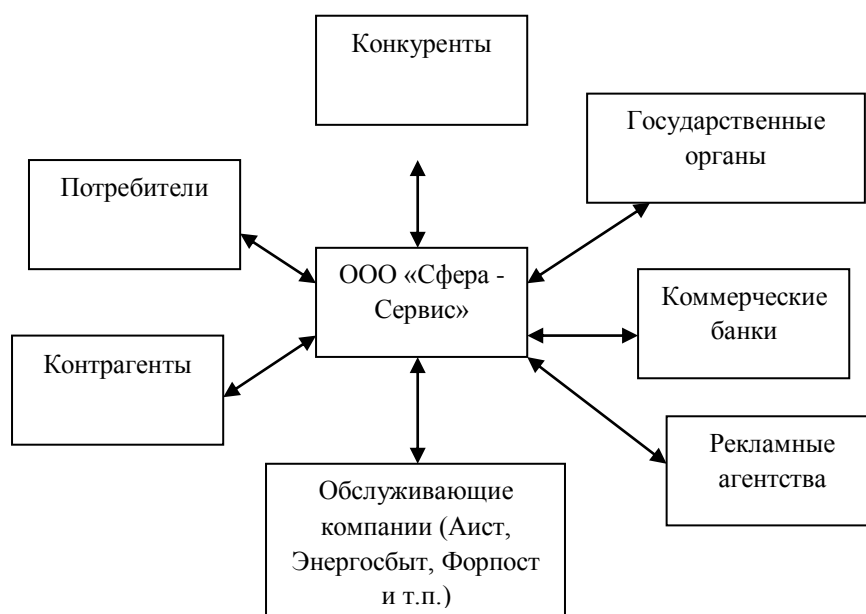 Конкуренты
Государственные
органы
Потребители
ООО «Сфера -
Сервис»
Коммерческие
банки
Контрагенты
Рекламные
агентства
Обслуживающие
компании (Аист,
Энергосбыт, Форпост
и т.п.)